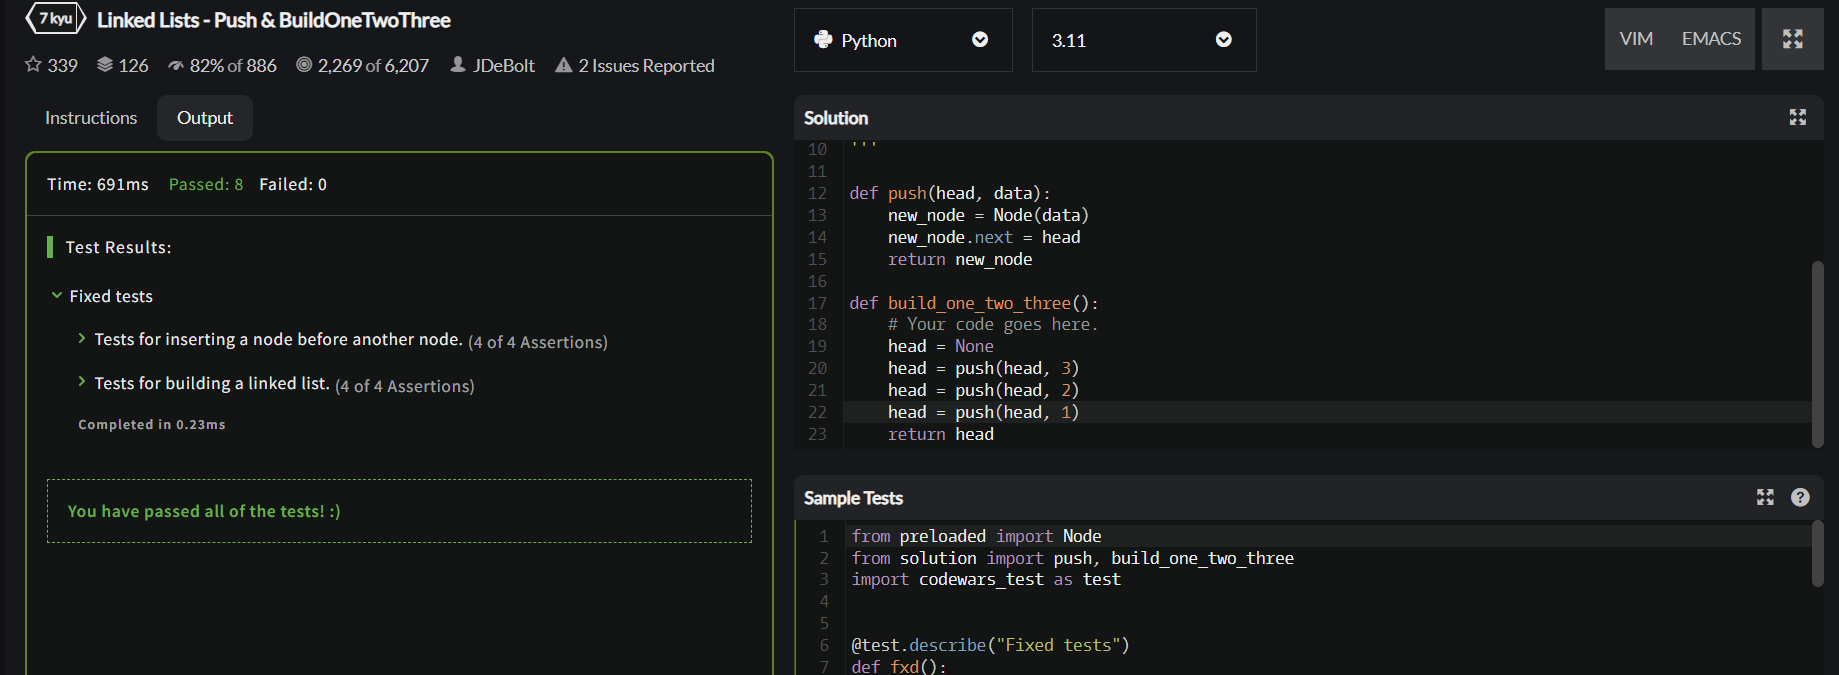 7 kyu Linked Lists - Push & BuildOneTwoThree
339 126 82% of 886 2,269 of 6,207 JDeBolt 2 Issues Reported
Instructions Output
Time: 691ms Passed: 8 Failed: 0
Test Results:
Fixed tests
Tests for inserting a node before another node. (4 of 4 Assertions)
Tests for building a linked list. (4 of 4 Assertions)
Completed in 0.23ms
You have passed all of the tests! :)
Python 3.11 VIM EMACS
Solution
10 '''
11
12 def push(head, data):
13     new_node = Node(data)
14     new_node.next = head
15     return new_node
16
17 def build_one_two_three():
18     # Your code goes here.
19     head = None
20     head = push(head, 3)
21     head = push(head, 2)
22     head = push(head, 1)
23     return head
Sample Tests ?
1 from preloaded import Node
2 from solution import push, build_one_two_three
3 import codewars_test as test
4
5
6 @test.describe("Fixed tests")
7 def fxd():